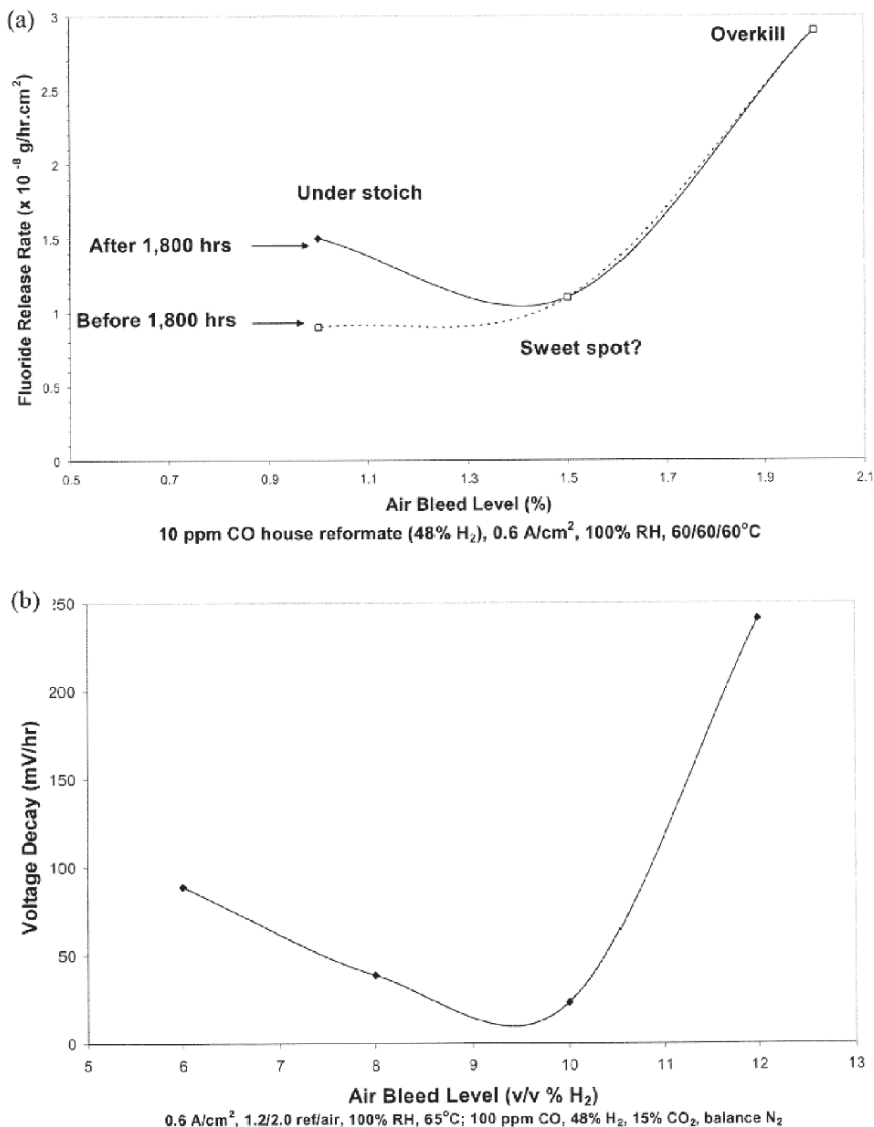 (a)
3
Overkill
2.5
2
Under stoich
1.5
After 1,800 hrs
1
Before 1,800 hrs
Sweet spot?
0.5
0
Fluoride Release Rate (x 10 -8 g/hr.cm2)
0.5 0.7 0.9 1.1 1.3 1.5 1.7 1.9 2.1
Air Bleed Level (%)
10 ppm CO house reformate (48% H2), 0.6 A/cm2, 100% RH, 60/60/60oC
(b)
250
200
150
100
50
0
Voltage Decay (mV/hr)
5 6 7 8 9 10 11 12 13
Air Bleed Level (v/v % H2)
0.6 A/cm2, 1.2/2.0 ref/air, 100% RH, 65oC; 100 ppm CO, 48% H2, 15% CO2, balance N2